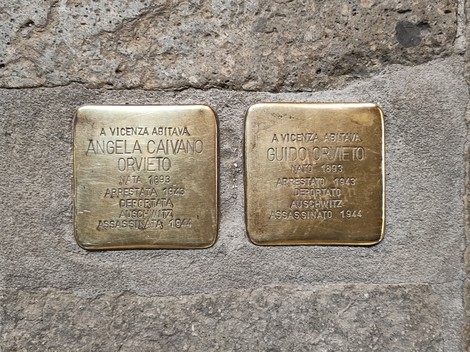 A VICENZA ABITAVA
ANGELA CAIVANO
ORVIETO
NATA 1898
ARRESTATA 1943
DEPORTATA
AUSCHWITZ
ASSASSINATA 1944
A VICENZA ABITAVA
GUIDO ORVIETO
NATO 1893
ARRESTATO 1943
DEPORTATO
AUSCHWITZ
ASSASSINATO 1944